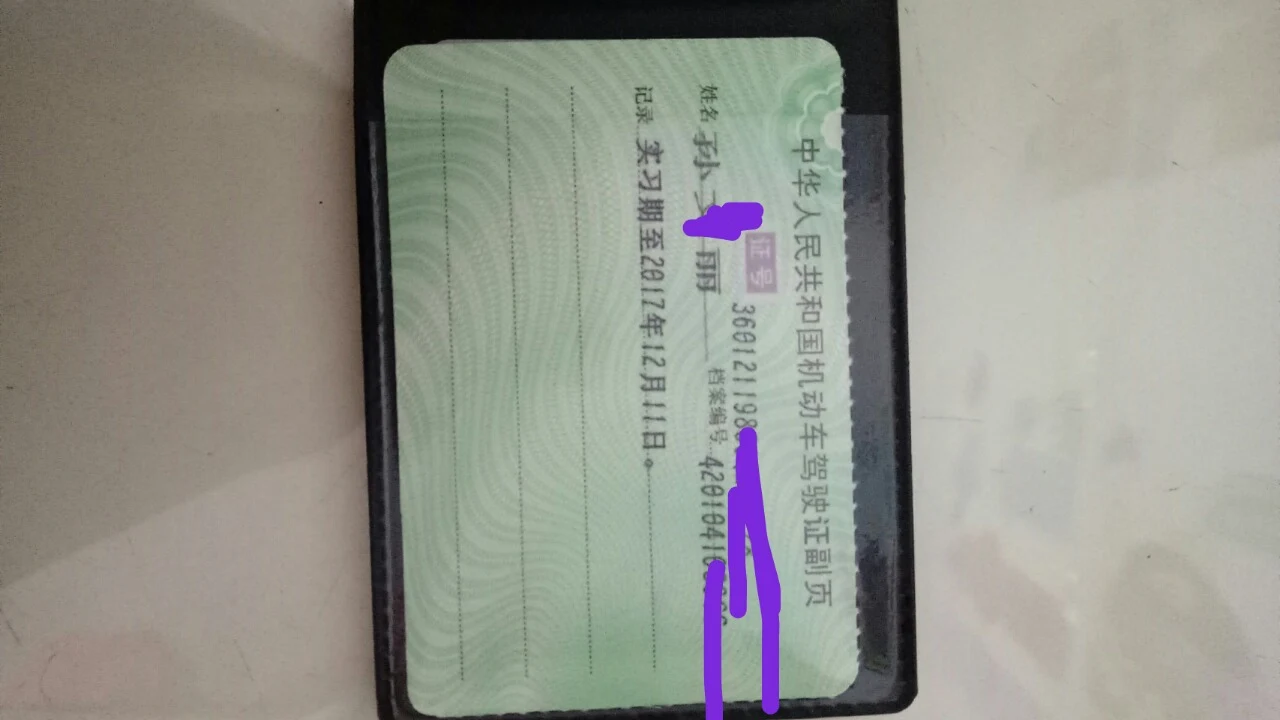 中华人民共和国机动车驾驶证副页
证号 360121198
姓名 孙 丽 档案编号 42010416
记录 实习期至2017年12月11日。